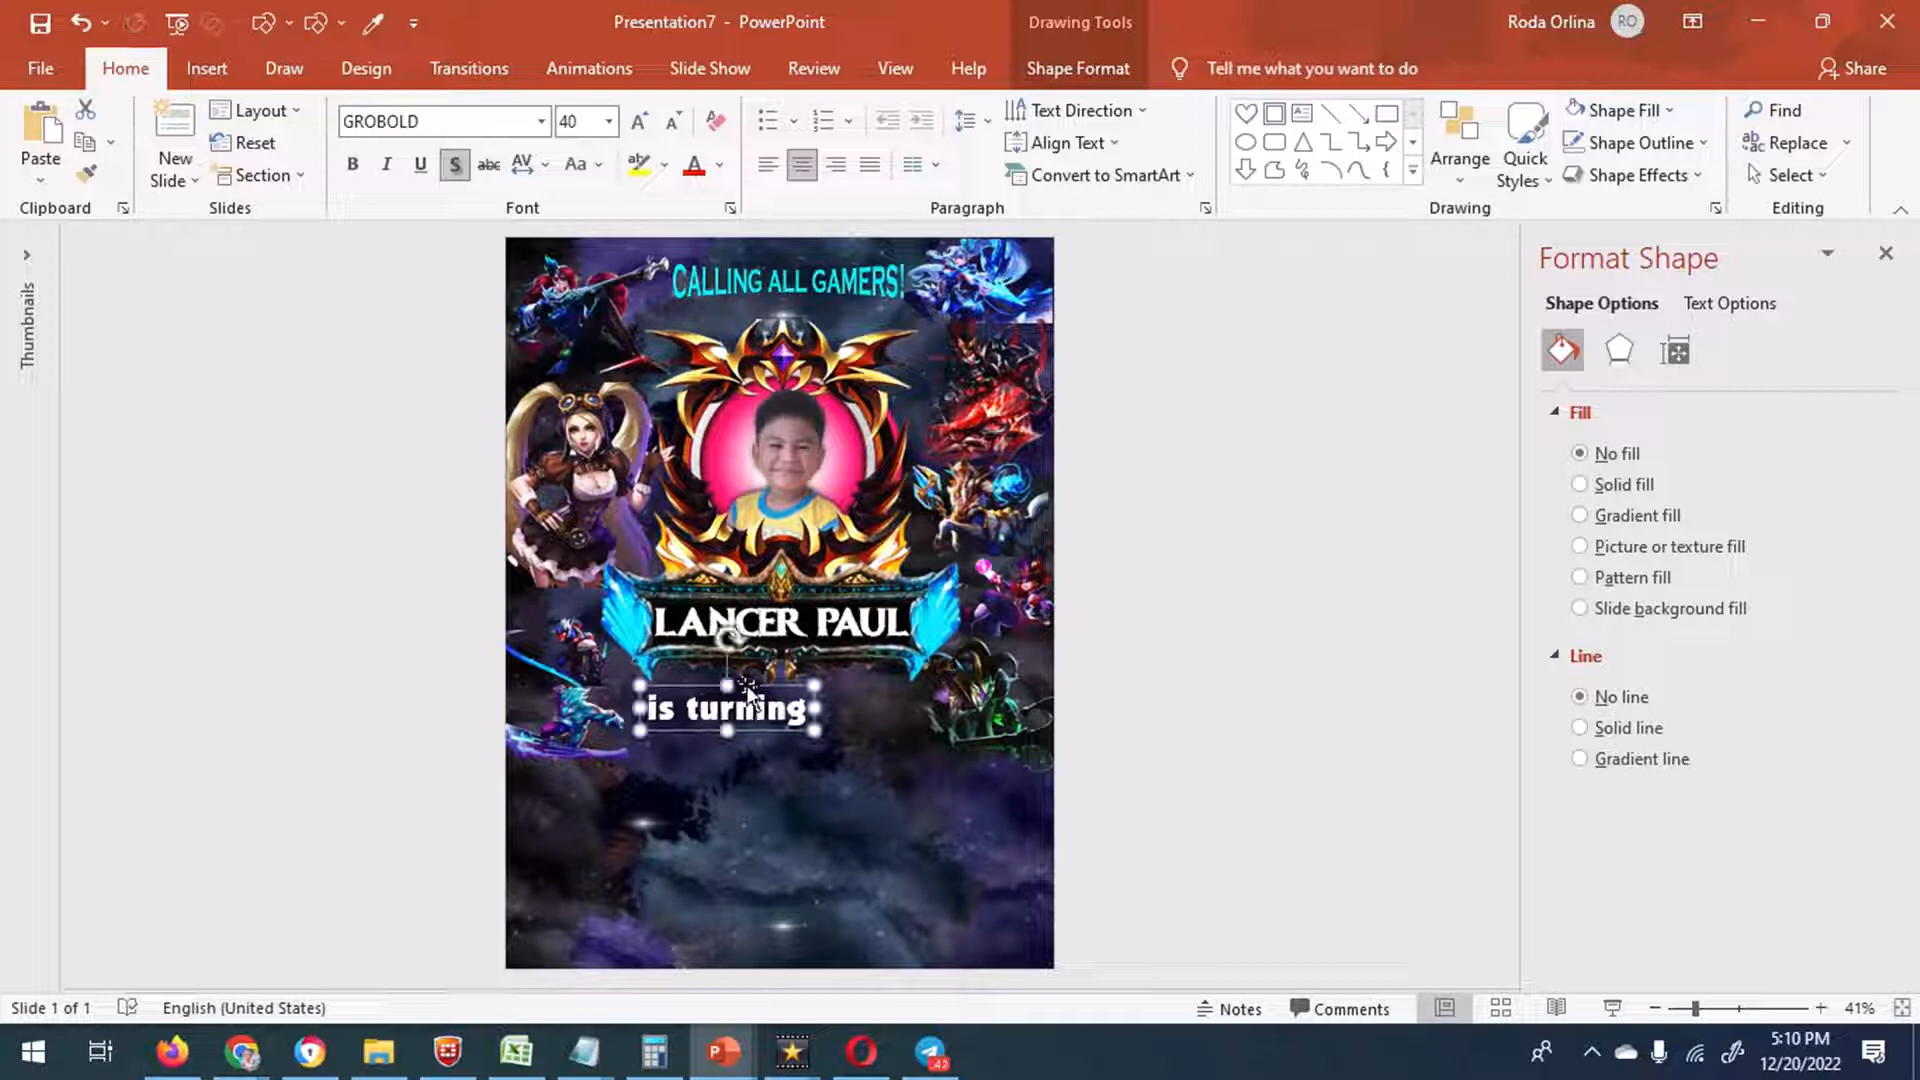 Presentation7 - PowerPoint
Drawing Tools
Roda Orlina
RO
File
Home
Insert
Draw
Design
Transitions
Animations
Slide Show
Review
View
Help
Shape Format
Tell me what you want to do
Share
Paste
New Slide
Layout
Reset
Section
GROBOLD
40
B
I
U
S
abc
AV
Aa
A
Text Direction
Align Text
Convert to SmartArt
Arrange
Quick Styles
Shape Fill
Shape Outline
Shape Effects
Find
Replace
Select
Clipboard
Slides
Font
Paragraph
Drawing
Editing
Thumbnails
CALLING ALL GAMERS!
LANCER PAUL
is turning
Format Shape
Shape Options
Text Options
Fill
No fill
Solid fill
Gradient fill
Picture or texture fill
Pattern fill
Slide background fill
Line
No line
Solid line
Gradient line
Slide 1 of 1
English (United States)
Notes
Comments
41%
5:10 PM
12/20/2022